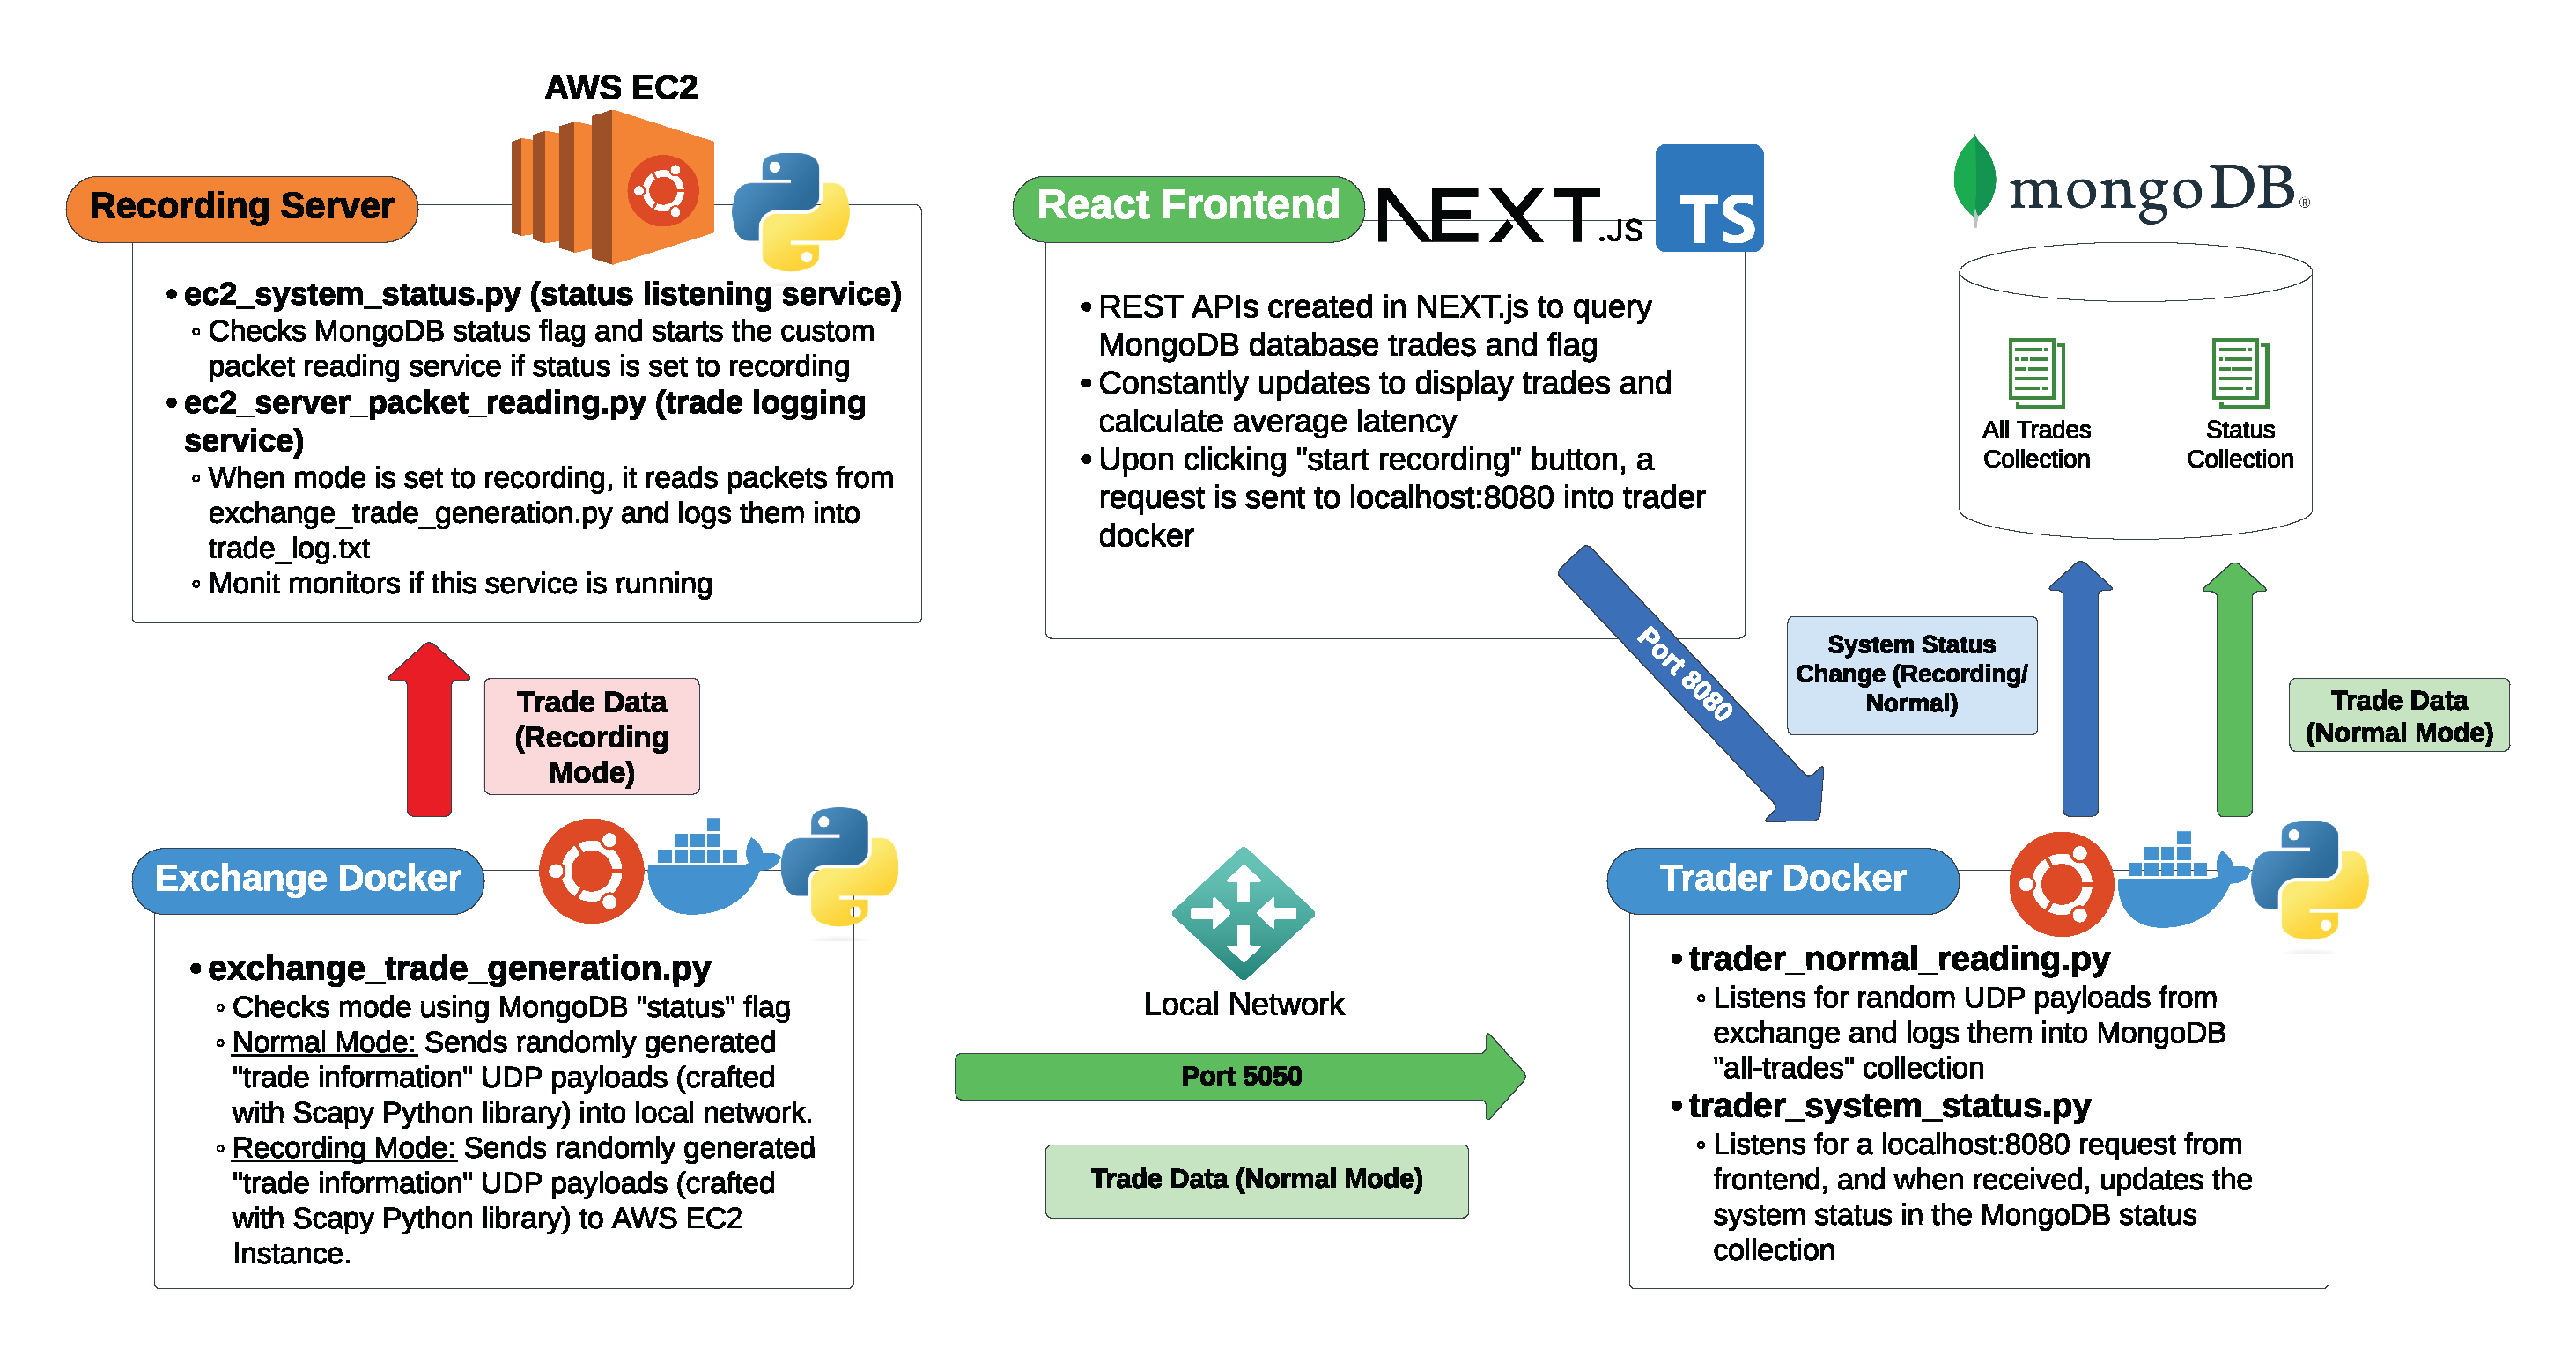 AWS EC2
Recording Server
• ec2_system_status.py (status listening service)
◦ Checks MongoDB status flag and starts the custom
packet reading service if status is set to recording
• ec2_server_packet_reading.py (trade logging
service)
◦ When mode is set to recording, it reads packets from
exchange_trade_generation.py and logs them into
trade_log.txt
◦ Monit monitors if this service is running
React Frontend
NEXT.JS
TS
• REST APIs created in NEXT.js to query
MongoDB database trades and flag
• Constantly updates to display trades and
calculate average latency
• Upon clicking "start recording" button, a
request is sent to localhost:8080 into trader
docker
mongoDB®
All Trades
Collection
Status
Collection
Port 8080
System Status
Change (Recording/
Normal)
Trade Data
(Normal Mode)
Trade Data
(Recording
Mode)
Exchange Docker
• exchange_trade_generation.py
◦ Checks mode using MongoDB "status" flag
◦ Normal Mode: Sends randomly generated
"trade information" UDP payloads (crafted
with Scapy Python library) into local network.
◦ Recording Mode: Sends randomly generated
"trade information" UDP payloads (crafted
with Scapy Python library) to AWS EC2
Instance.
Local Network
Port 5050
Trade Data (Normal Mode)
Trader Docker
• trader_normal_reading.py
◦ Listens for random UDP payloads from
exchange and logs them into MongoDB
"all-trades" collection
• trader_system_status.py
◦ Listens for a localhost:8080 request from
frontend, and when received, updates the
system status in the MongoDB status
collection